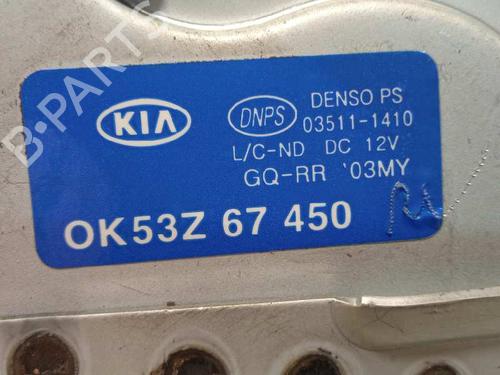 KIA
DNPS
DENSO PS
03511-1410
L/C-ND DC 12V
GQ-RR '03MY
OK53Z 67 450
B-PARTS